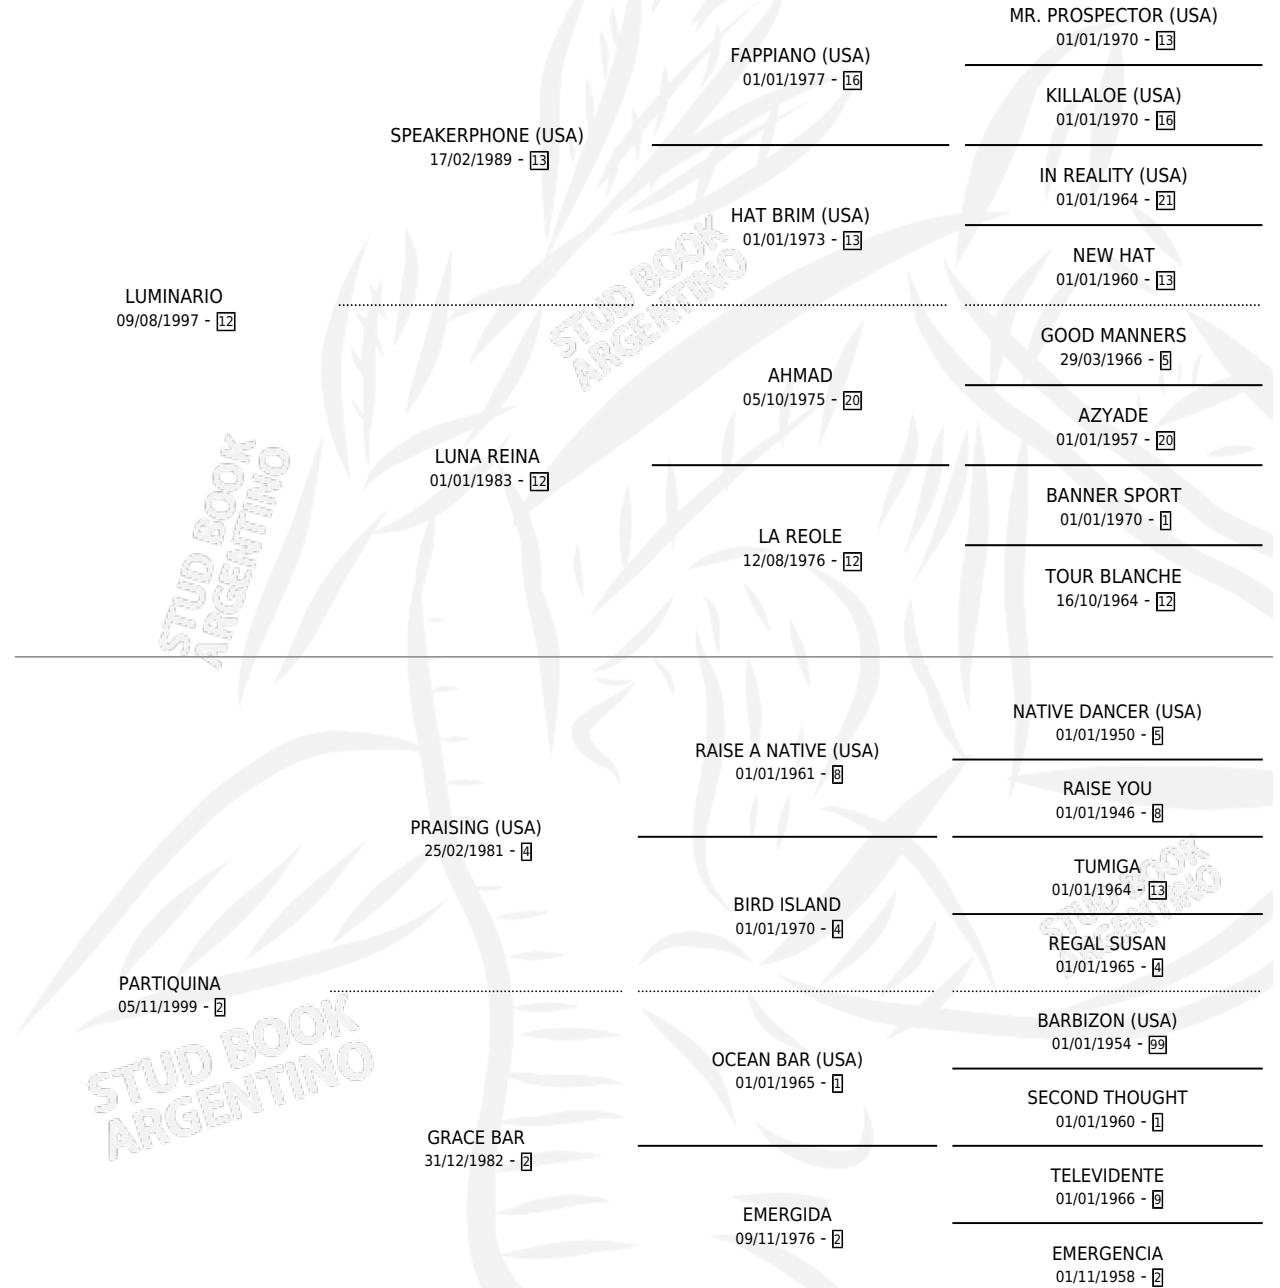 MR. PROSPECTOR (USA)
01/01/1970 - 13
FAPPIANO (USA)
01/01/1977 - 16
KILLALOE (USA)
01/01/1970 - 16
SPEAKERPHONE (USA)
17/02/1989 - 13
IN REALITY (USA)
01/01/1964 - 21
HAT BRIM (USA)
01/01/1973 - 13
NEW HAT
01/01/1960 - 13
LUMINARIO
09/08/1997 - 12
GOOD MANNERS
29/03/1966 - 5
AHMAD
05/10/1975 - 20
AZYADE
01/01/1957 - 20
LUNA REINA
01/01/1983 - 12
BANNER SPORT
01/01/1970 - 1
LA REOLE
12/08/1976 - 12
TOUR BLANCHE
16/10/1964 - 12
NATIVE DANCER (USA)
01/01/1950 - 5
RAISE A NATIVE (USA)
01/01/1961 - 8
RAISE YOU
01/01/1946 - 8
PRAISING (USA)
25/02/1981 - 4
TUMIGA
01/01/1964 - 13
BIRD ISLAND
01/01/1970 - 4
REGAL SUSAN
01/01/1965 - 4
PARTIQUINA
05/11/1999 - 2
BARBIZON (USA)
01/01/1954 - 99
OCEAN BAR (USA)
01/01/1965 - 1
SECOND THOUGHT
01/01/1960 - 1
GRACE BAR
31/12/1982 - 2
TELEVIDENTE
01/01/1966 - 9
EMERGIDA
09/11/1976 - 2
EMERGENCIA
01/11/1958 - 2
STUD BOOK
ARGENTINO
STUD BOOK
ARGENTINO
STUD BOOK
ARGENTINO
STUD BOOK
ARGENTINO